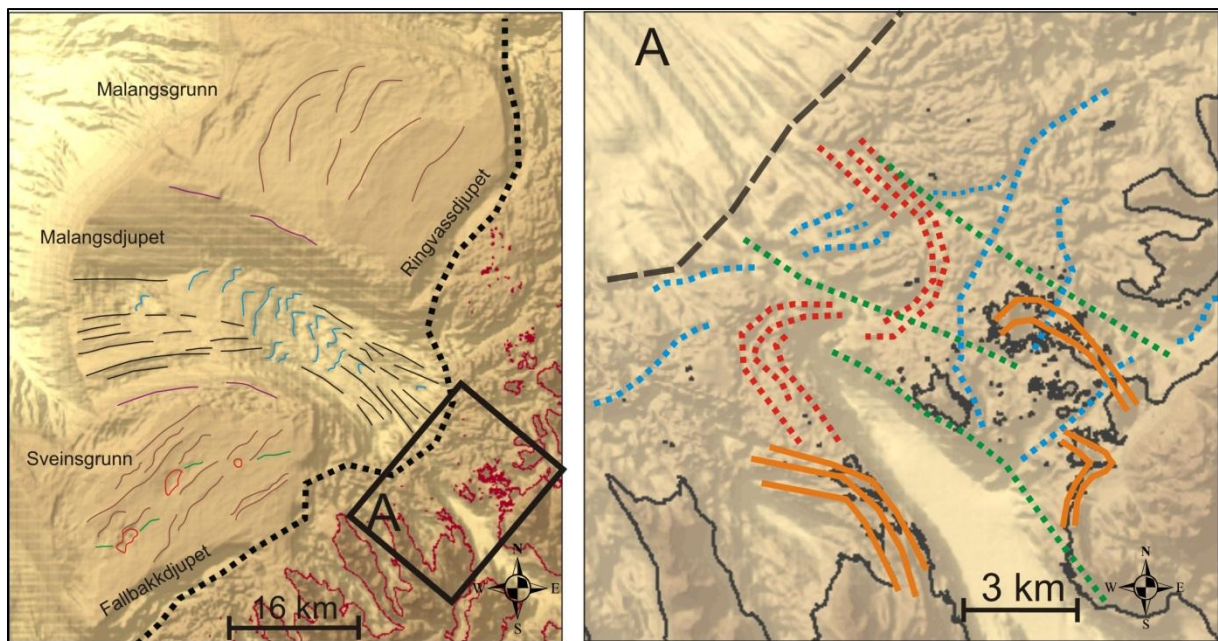 Malangsgrunn
Malangsdjupet
Ringvassdjupet
Sveinsgrunn
Fallbakkdjupet
A
16 km
N
W
E
S
A
3 km
N
W
E
S